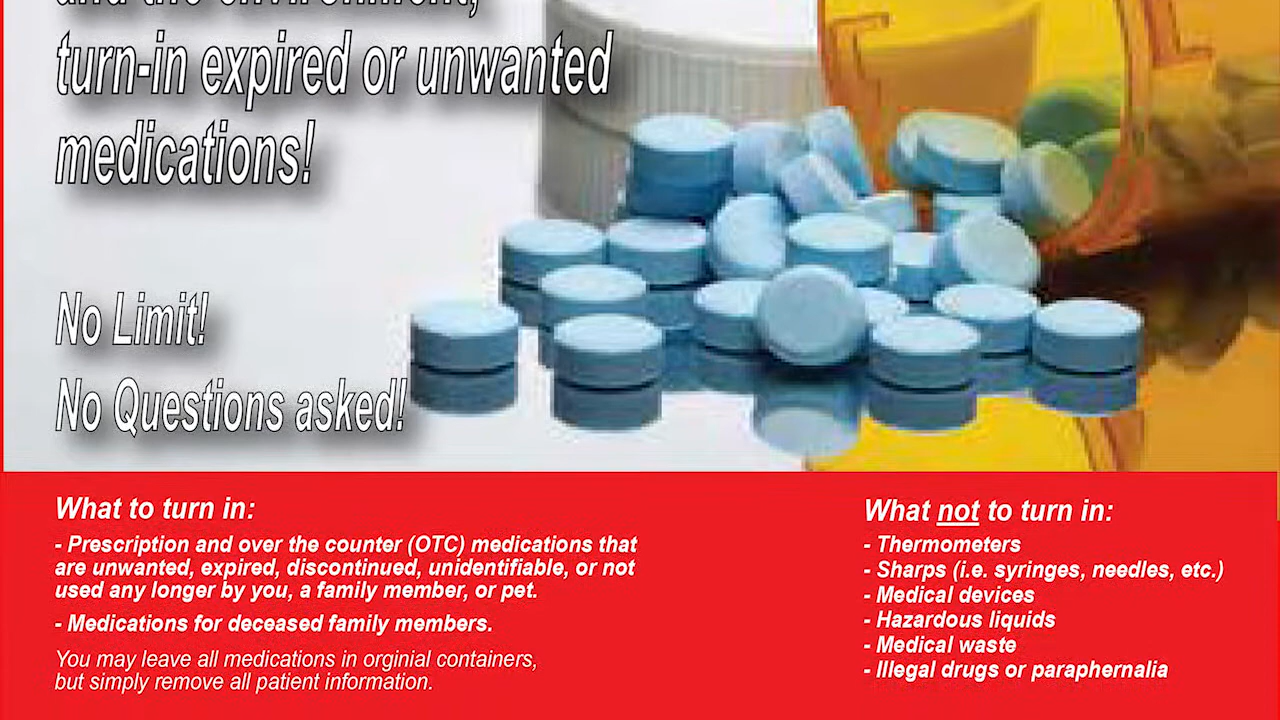 and the environment,
turn-in expired or unwanted
medications!
No Limit!
No Questions asked!
What to turn in:
- Prescription and over the counter (OTC) medications that
are unwanted, expired, discontinued, unidentifiable, or not
used any longer by you, a family member, or pet.
- Medications for deceased family members.
You may leave all medications in orginial containers,
but simply remove all patient information.
What not to turn in:
- Thermometers
- Sharps (i.e. syringes, needles, etc.)
- Medical devices
- Hazardous liquids
- Medical waste
- Illegal drugs or paraphernalia